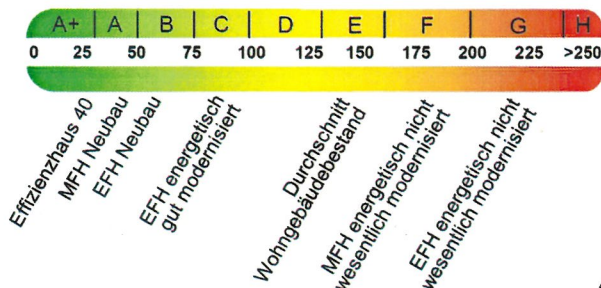 A+ A B C D E F G H
0 25 50 75 100 125 150 175 200 225 >250
Effizienzhaus 40
MFH Neubau
EFH Neubau
EFH energetisch
gut modernisiert
Durchschnitt
Wohngebäudebestand
MFH energetisch nicht
wesentlich modernisiert
EFH energetisch nicht
wesentlich modernisiert